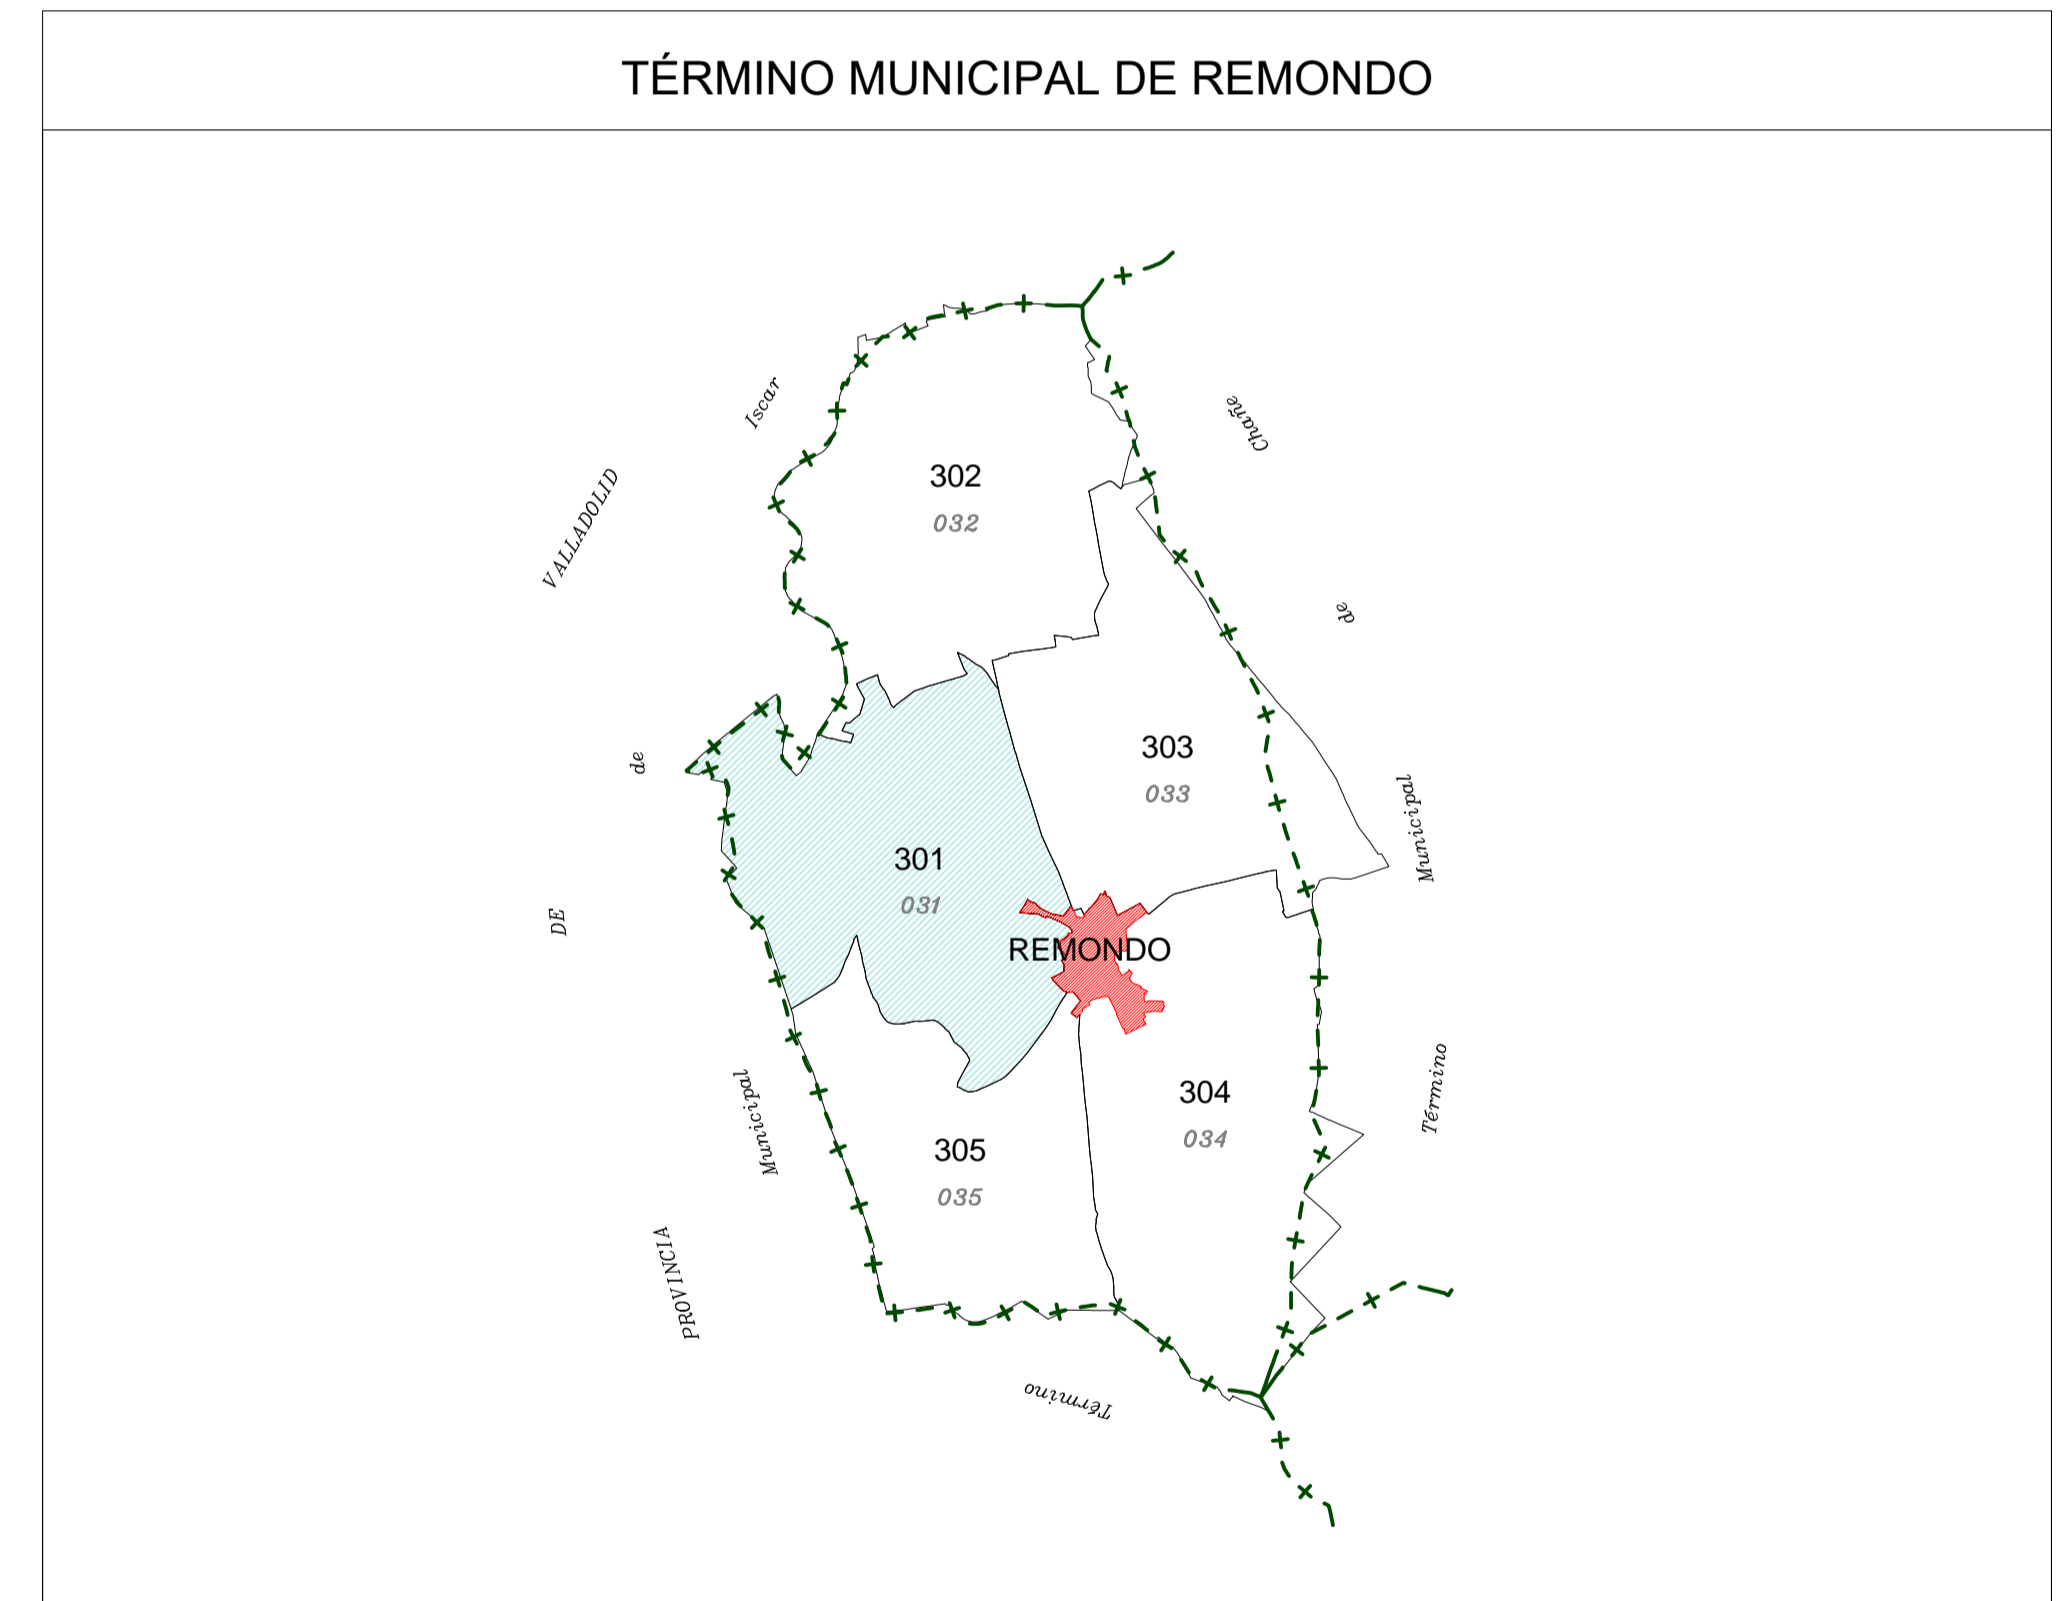 TÉRMINO MUNICIPAL DE REMONDO
302
032
303
033
301
031
REMONDO
304
034
305
035
PROVINCIA DE VALLADOLID
Término Municipal de Iscar
Término Municipal de Chañe